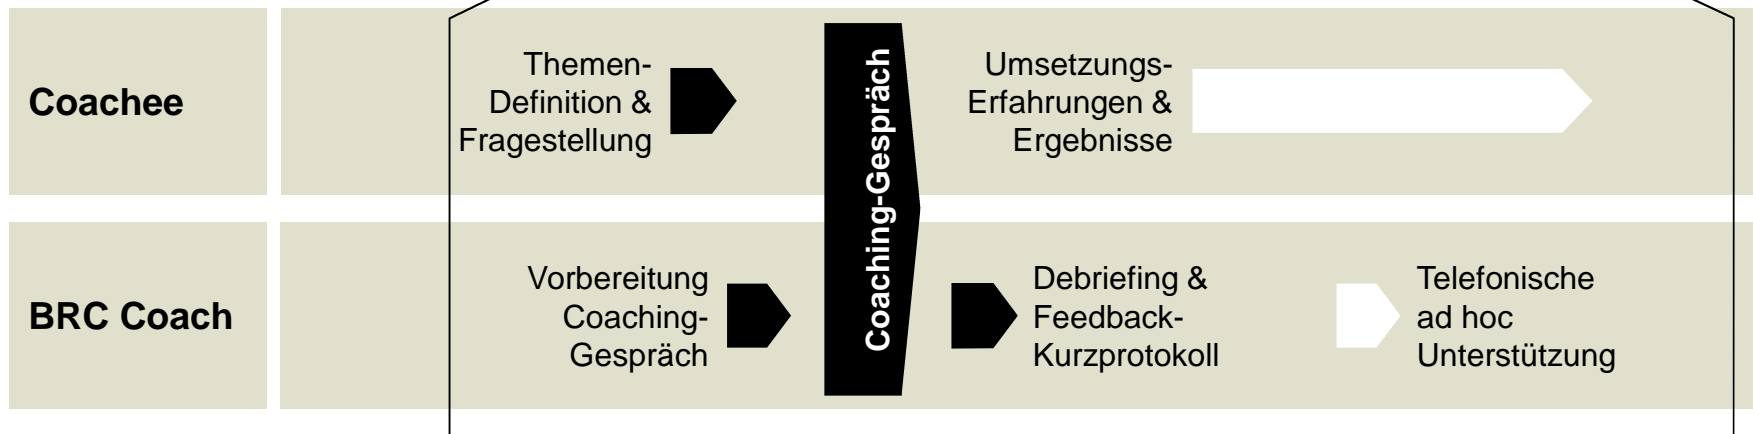 Coachee
Themen-
Definition &
Fragestellung
Coaching-Gespräch
Umsetzungs-
Erfahrungen &
Ergebnisse
BRC Coach
Vorbereitung
Coaching-
Gespräch
Debriefing &
Feedback-
Kurzprotokoll
Telefonische
ad hoc
Unterstützung